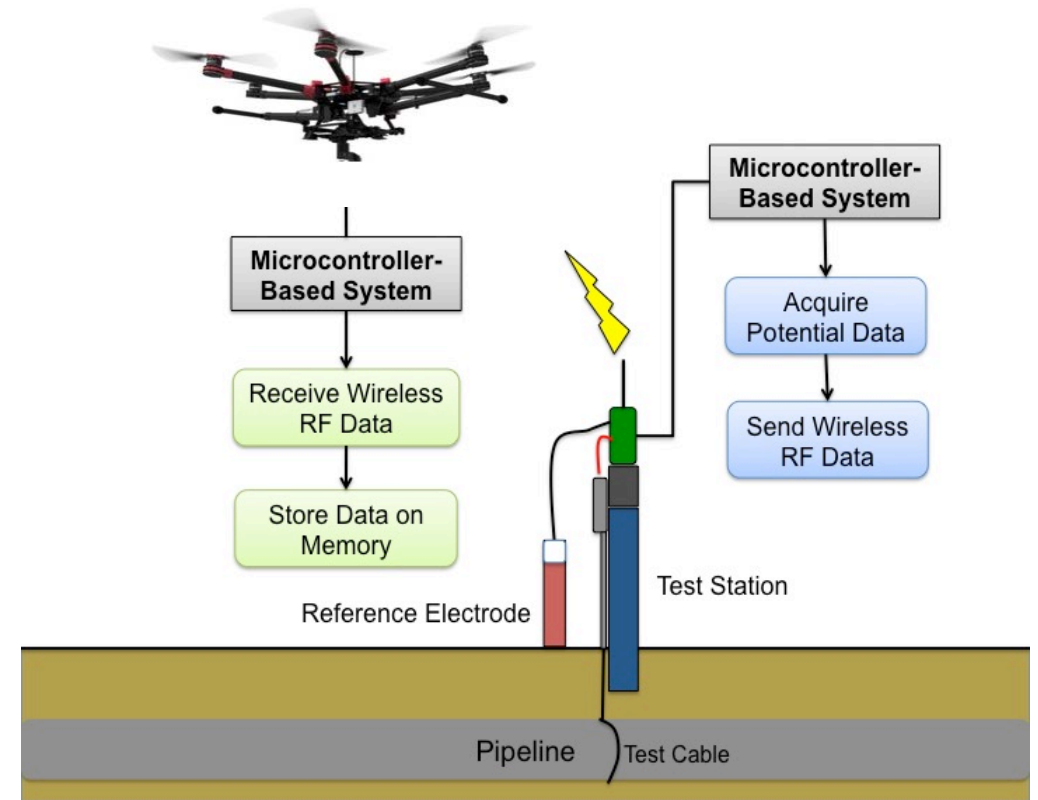 Microcontroller-
Based System
Receive Wireless
RF Data
Store Data on
Memory
Microcontroller-
Based System
Acquire
Potential Data
Send Wireless
RF Data
Reference Electrode
Test Station
Pipeline
Test Cable